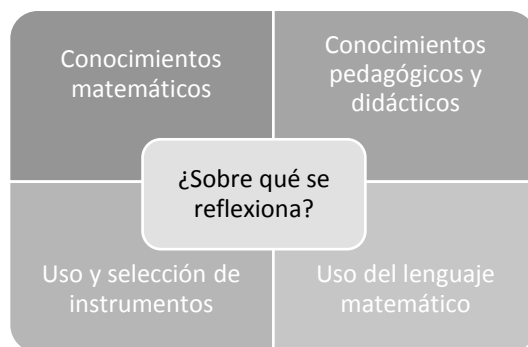 Conocimientos
matemáticos
Conocimientos
pedagógicos y
didácticos
¿Sobre qué se
reflexiona?
Uso y selección de
instrumentos
Uso del lenguaje
matemático